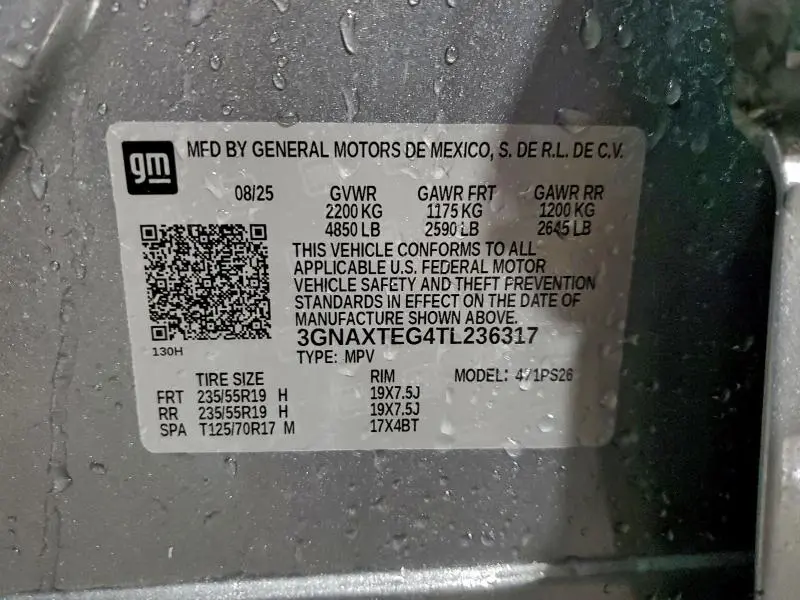 gm
MFD BY GENERAL MOTORS DE MEXICO, S. DE R.L. DE C.V.
08/25 GVWR GAWR FRT GAWR RR
2200 KG 1175 KG 1200 KG
4850 LB 2590 LB 2645 LB
THIS VEHICLE CONFORMS TO ALL
APPLICABLE U.S. FEDERAL MOTOR
VEHICLE SAFETY AND THEFT PREVENTION
STANDARDS IN EFFECT ON THE DATE OF
MANUFACTURE SHOWN ABOVE.
3GNAXTEG4TL236317
130H
TYPE: MPV
TIRE SIZE RIM MODEL:
FRT 235/55R19 H 19X7.5J
RR 235/55R19 H 19X7.5J
SPA T125/70R17 M 17X4BT